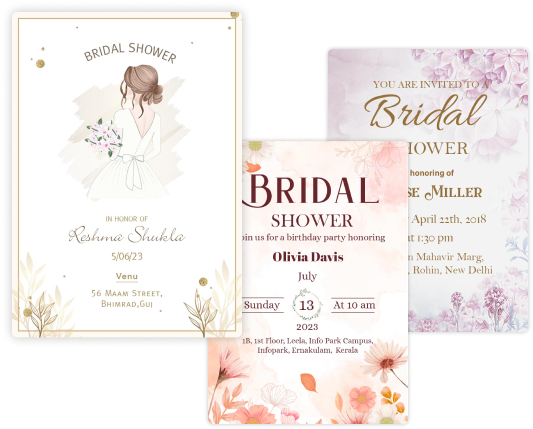 BRIDAL SHOWER
IN HONOR OF
Reshma Shukla
5/06/23
Venu
56 Maam Street,
Bhimrad,Guj
BRIDAL
SHOWER
in us for a birthday party honoring
Olivia Davis
July
Sunday 13 At 10 am
2023
1B, 1st Floor, Leela, Info Park Campus,
Infopark, Ernakulam, Kerala
YOU ARE INVITED TO A
Bridal
HOWER
honoring of
SE MILLER
April 22th, 2018
at 1:30 pm
n Mahavir Marg,
, Rohin, New Delhi